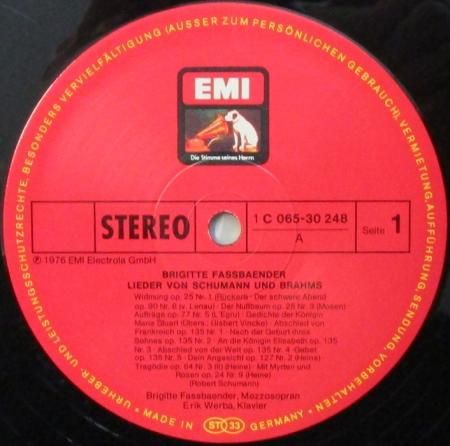 URHEBER- UND LEISTUNGSSCHUTZRECHTE, BESONDERS VERVIELFÄLTIGUNG (AUSSER ZUM PERSÖNLICHEN GEBRAUCH), VERMIETUNG, AUFFÜHRUNG, SENDUNG, VORBEHALTEN ·
EMI
Die Stimme seines Herrn
STEREO
1 C 065-30 248
A
Seite 1
℗ 1976 EMI Electrola GmbH
BRIGITTE FASSBAENDER
LIEDER VON SCHUMANN UND BRAHMS
Widmung op. 25 Nr. 1 (Rückert) · Der schwere Abend
op. 90 Nr. 6 (v. Lenau) · Der Nußbaum op. 25 Nr. 3 (Mosen)
Aufträge op. 77 Nr. 5 (L'Egru) · Gedichte der Königin
Maria Stuart (Übers.: Gisbert Vincke) · Abschied von
Frankreich op. 135 Nr. 1 · Nach der Geburt ihres
Sohnes op. 135 Nr. 2 · An die Königin Elisabeth op. 135
Nr. 3 · Abschied von der Welt op. 135 Nr. 4 · Gebet
op. 135 Nr. 5 · Dein Angesicht op. 127 Nr. 2 (Heine)
Tragödie op. 64 Nr. 3 (II) (Heine) · Mit Myrten und
Rosen op. 24 Nr. 9 (Heine)
(Robert Schumann)
Brigitte Fassbaender, Mezzosopran
Erik Werba, Klavier
MADE IN STO 33 GERMANY